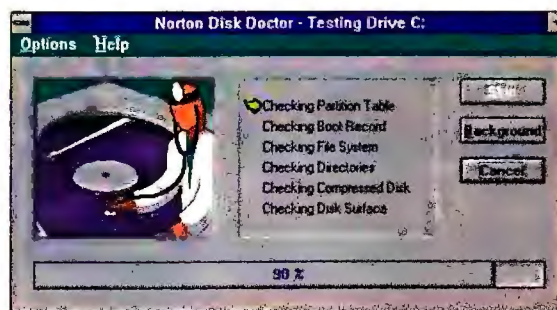 Norton Disk Doctor - Testing Drive C:
Options Help
Checking Partition Table
Checking Boot Record
Checking File System
Checking Directories
Checking Compressed Disk
Checking Disk Surface
Background
Cancel
90 %